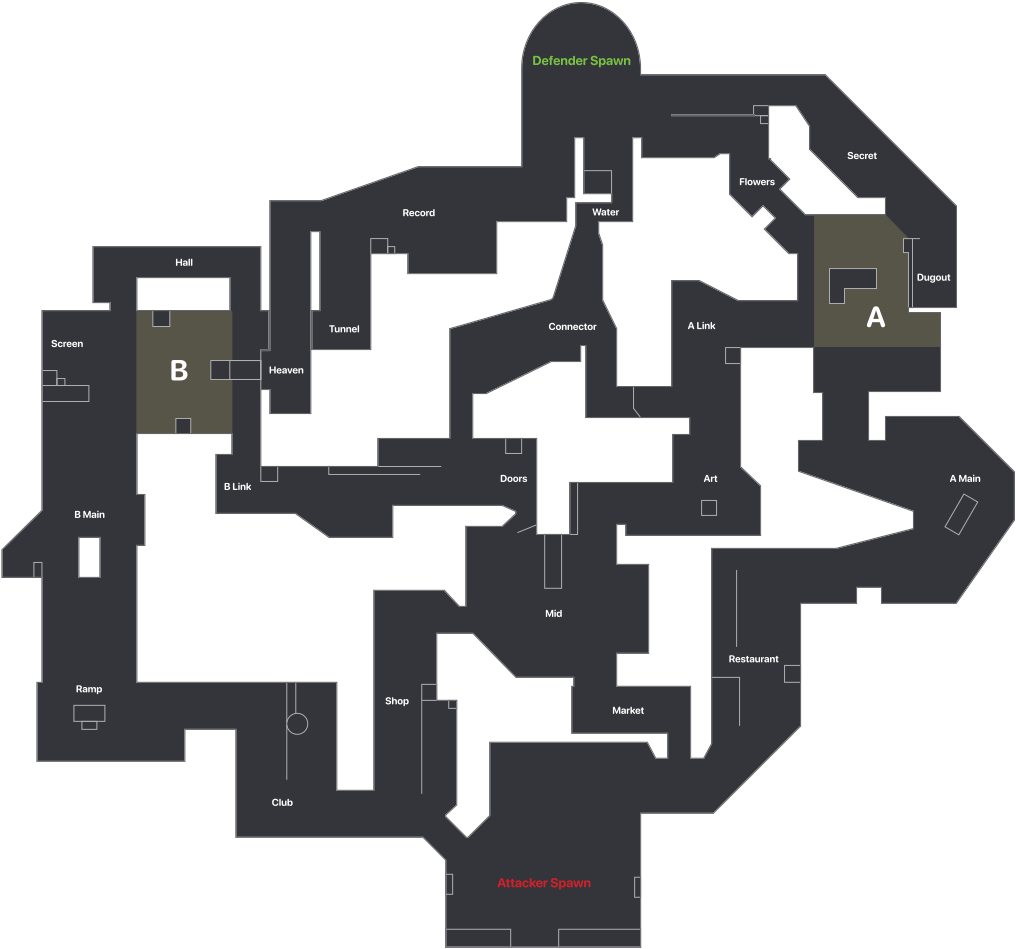 Defender Spawn
Secret
Flowers
Record
Water
Hall
Dugout
A
Connector
A Link
Tunnel
Screen
B
Heaven
Doors
Art
A Main
B Link
B Main
Mid
Restaurant
Ramp
Shop
Market
Club
Attacker Spawn